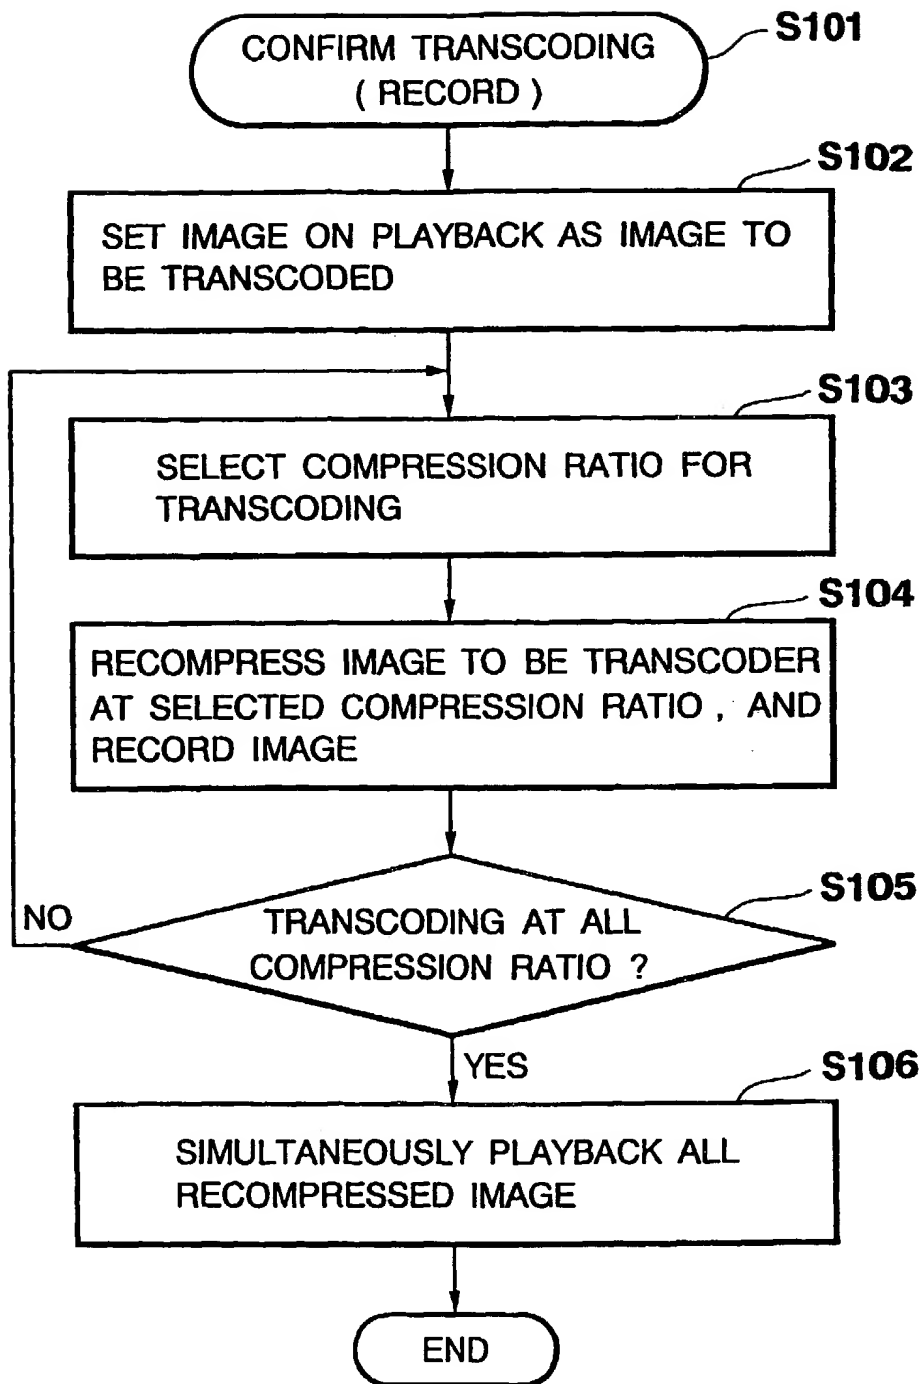 S101
CONFIRM TRANSCODING
( RECORD )
S102
SET IMAGE ON PLAYBACK AS IMAGE TO
BE TRANSCODED
S103
SELECT COMPRESSION RATIO FOR
TRANSCODING
S104
RECOMPRESS IMAGE TO BE TRANSCODER
AT SELECTED COMPRESSION RATIO , AND
RECORD IMAGE
S105
NO
TRANSCODING AT ALL
COMPRESSION RATIO ?
YES
S106
SIMULTANEOUSLY PLAYBACK ALL
RECOMPRESSED IMAGE
END